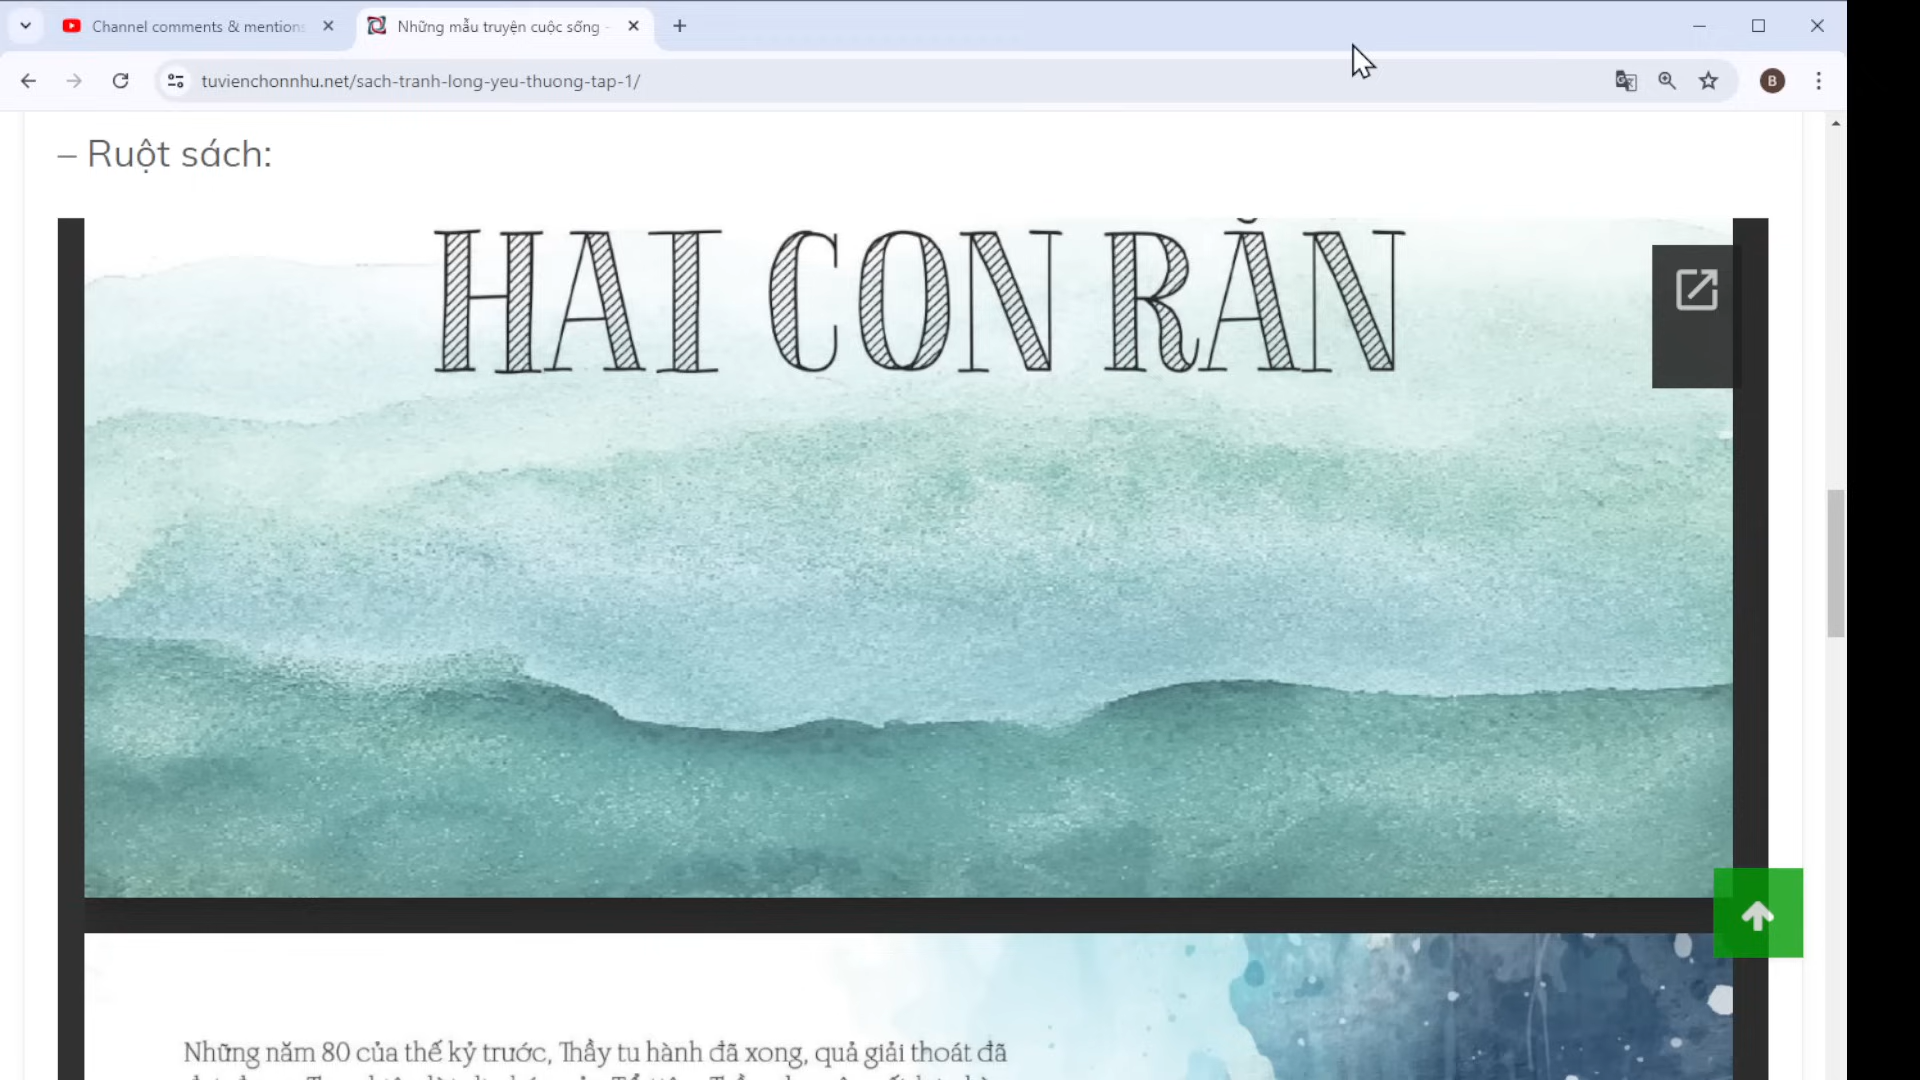 Channel comments & mentions
Những mẫu truyện cuộc sống -
tuvienchonnhu.net/sach-tranh-long-yeu-thuong-tap-1/
B
– Ruột sách:
HAI CON RẮN
Những năm 80 của thế kỷ trước, Thầy tu hành đã xong, quả giải thoát đã